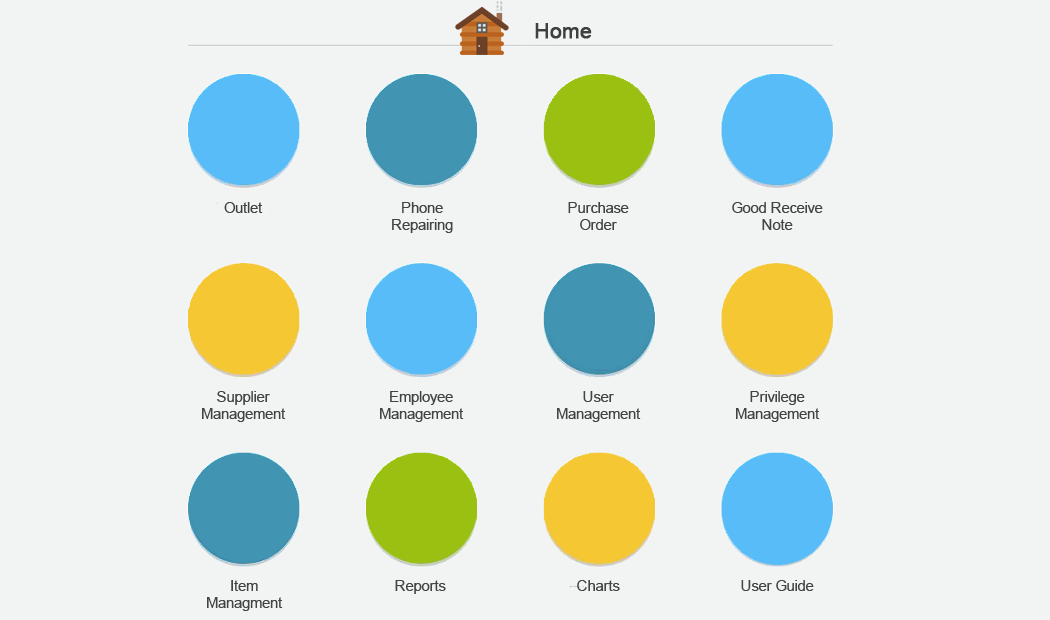 Home
Outlet
Phone
Repairing
Purchase
Order
Good Receive
Note
Supplier
Management
Employee
Management
User
Management
Privilege
Management
Item
Managment
Reports
Charts
User Guide